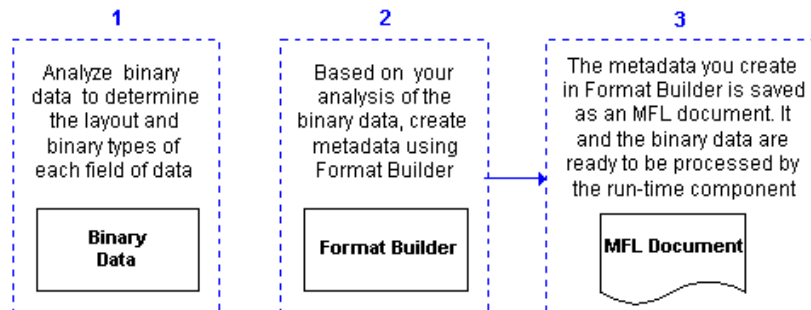 1
Analyze binary
data to determine
the layout and
binary types of
each field of data
Binary
Data
2
Based on your
analysis of the
binary data, create
metadata using
Format Builder
Format Builder
3
The metadata you create
in Format Builder is saved
as an MFL document. It
and the binary data are
ready to be processed by
the run-time component
MFL Document